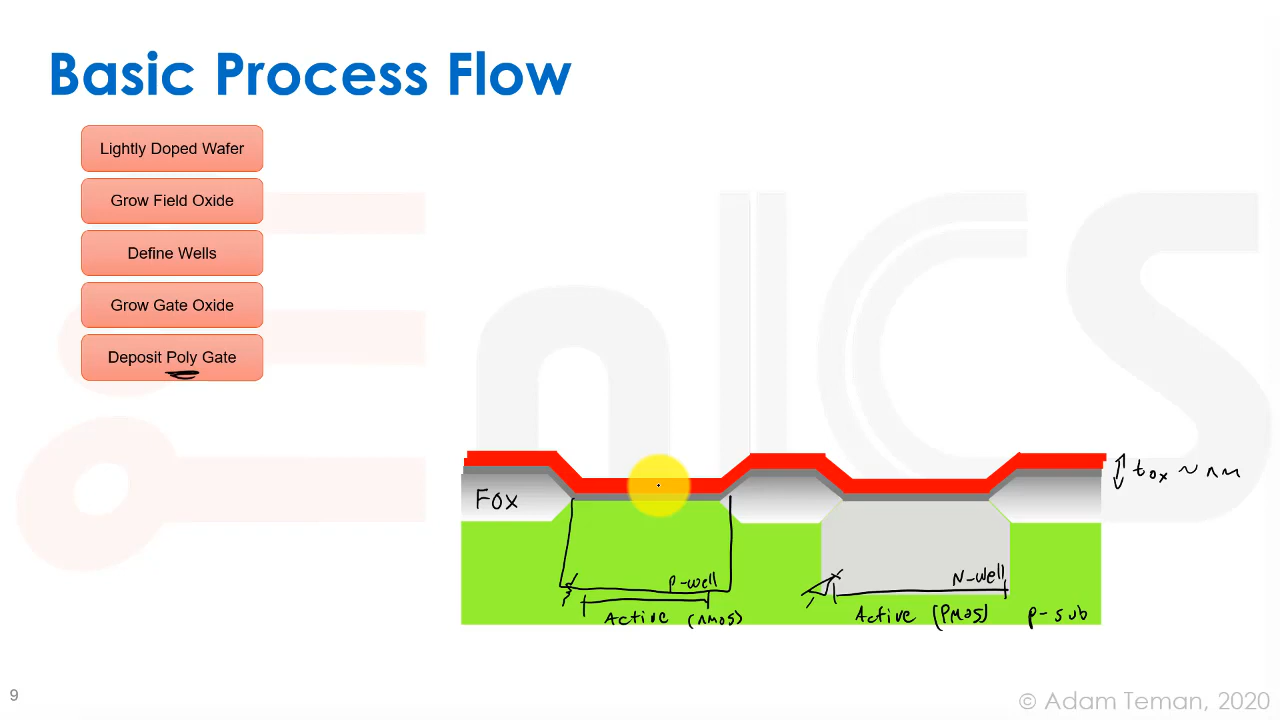 Basic Process Flow
Lightly Doped Wafer
Grow Field Oxide
Define Wells
Grow Gate Oxide
Deposit Poly Gate
nICS
tox ~ nm
Fox
P-well
N-well
Active (nMOS)
Active (PMOS)
P-sub
9
© Adam Teman, 2020